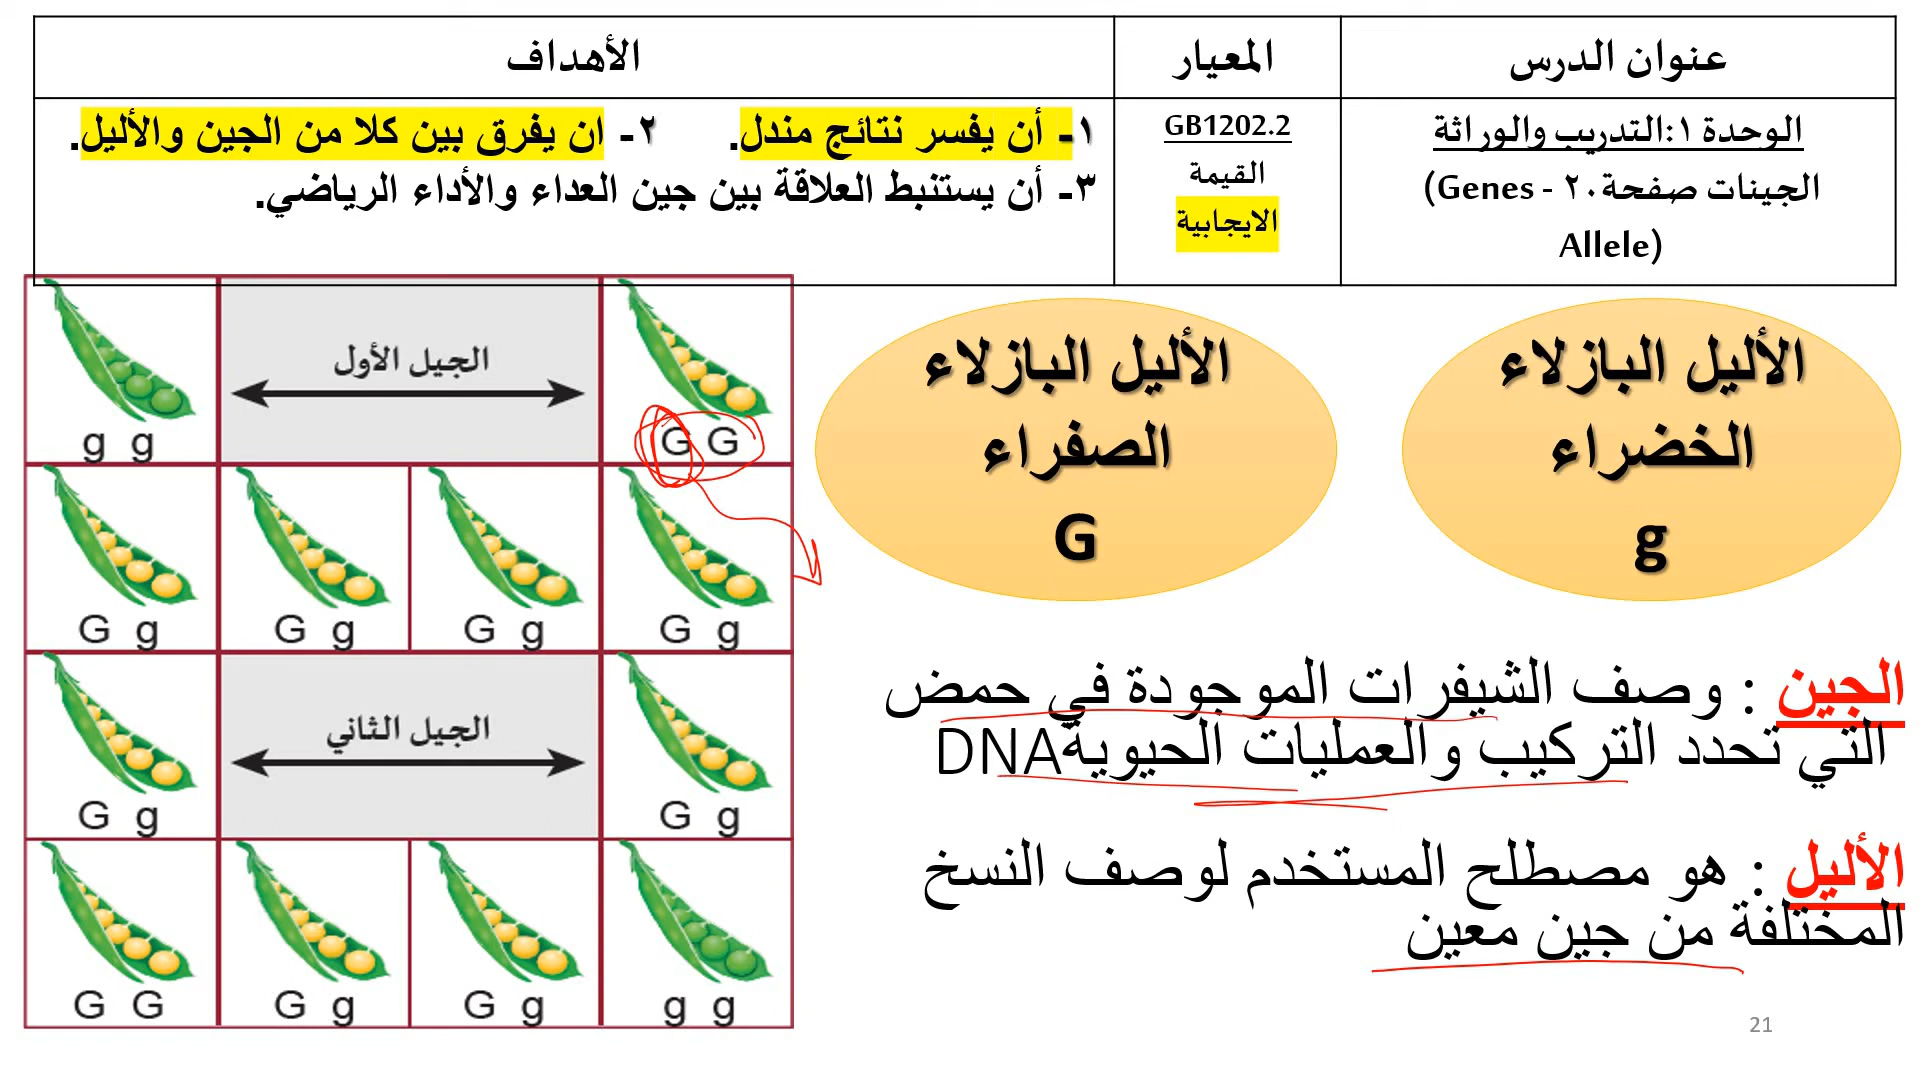 عنوان الدرس
المعيار
الأهداف
الوحدة ١:التدريب والوراثة
الجينات صفحة٢٠ - Genes)
Allele)
GB1202.2
القيمة
الايجابية
١- أن يفسر نتائج مندل. ٢- ان يفرق بين كلا من الجين والأليل.
٣- أن يستنبط العلاقة بين جين العداء والأداء الرياضي.
الأليل البازلاء
الخضراء
g
الأليل البازلاء
الصفراء
G
g g
الجيل الأول
G G
G g
G g
G g
G g
G g
الجيل الثاني
G g
G G
G g
G g
g g
الجين : وصف الشيفرات الموجودة في حمض
التي تحدد التركيب والعمليات الحيويةDNA
الأليل : هو مصطلح المستخدم لوصف النسخ
المختلفة من جين معين
21